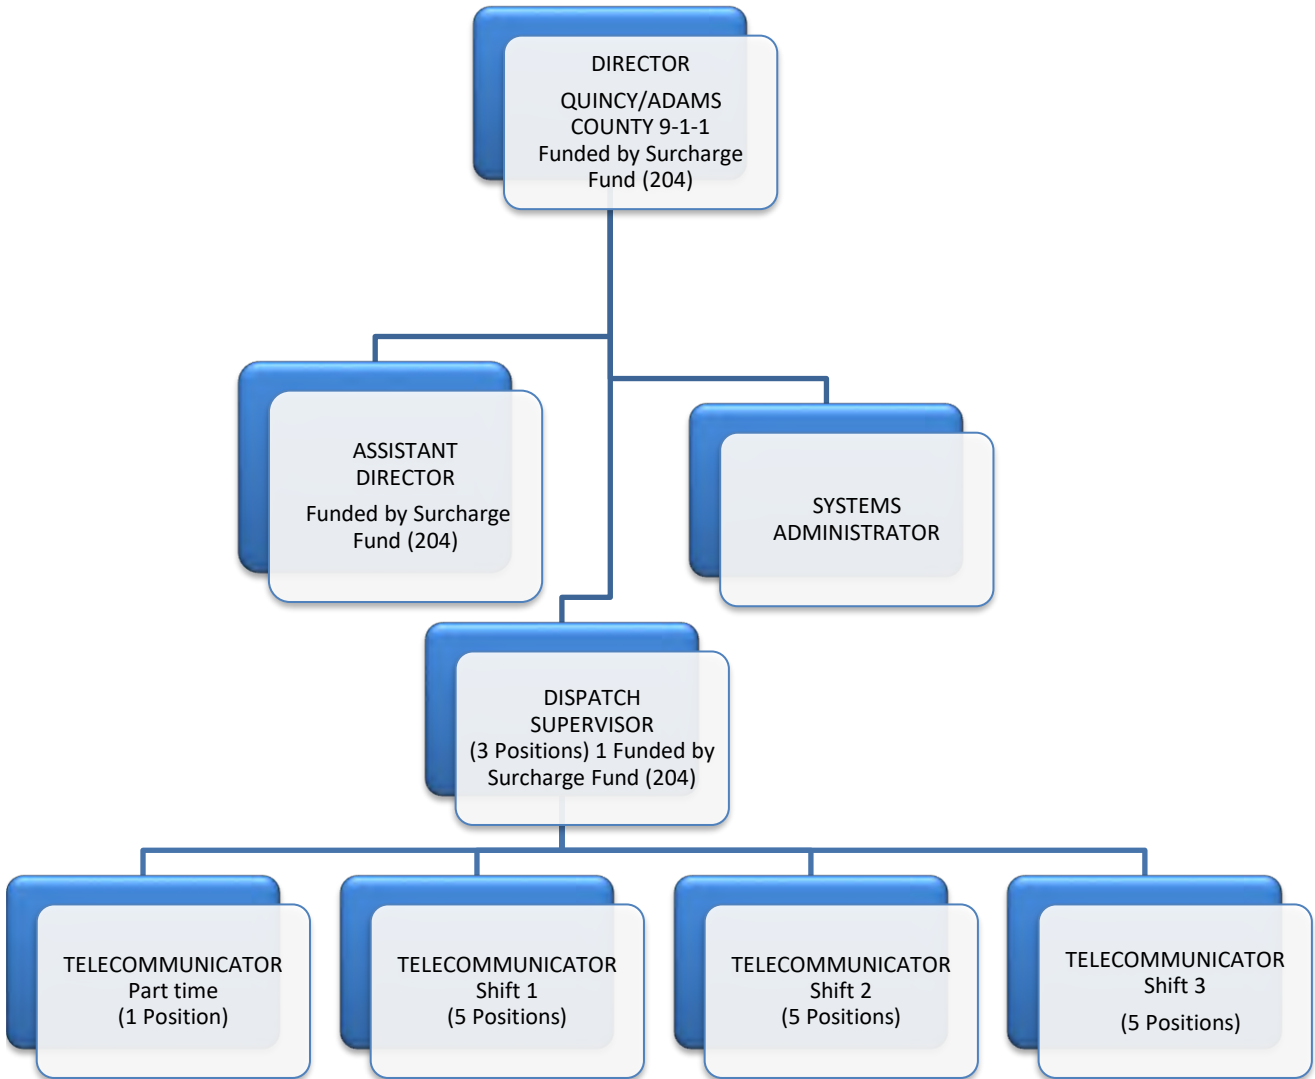 DIRECTOR
QUINCY/ADAMS
COUNTY 9-1-1
Funded by Surcharge
Fund (204)
ASSISTANT
DIRECTOR
Funded by Surcharge
Fund (204)
SYSTEMS
ADMINISTRATOR
DISPATCH
SUPERVISOR
(3 Positions) 1 Funded by
Surcharge Fund (204)
TELECOMMUNICATOR
Part time
(1 Position)
TELECOMMUNICATOR
Shift 1
(5 Positions)
TELECOMMUNICATOR
Shift 2
(5 Positions)
TELECOMMUNICATOR
Shift 3
(5 Positions)